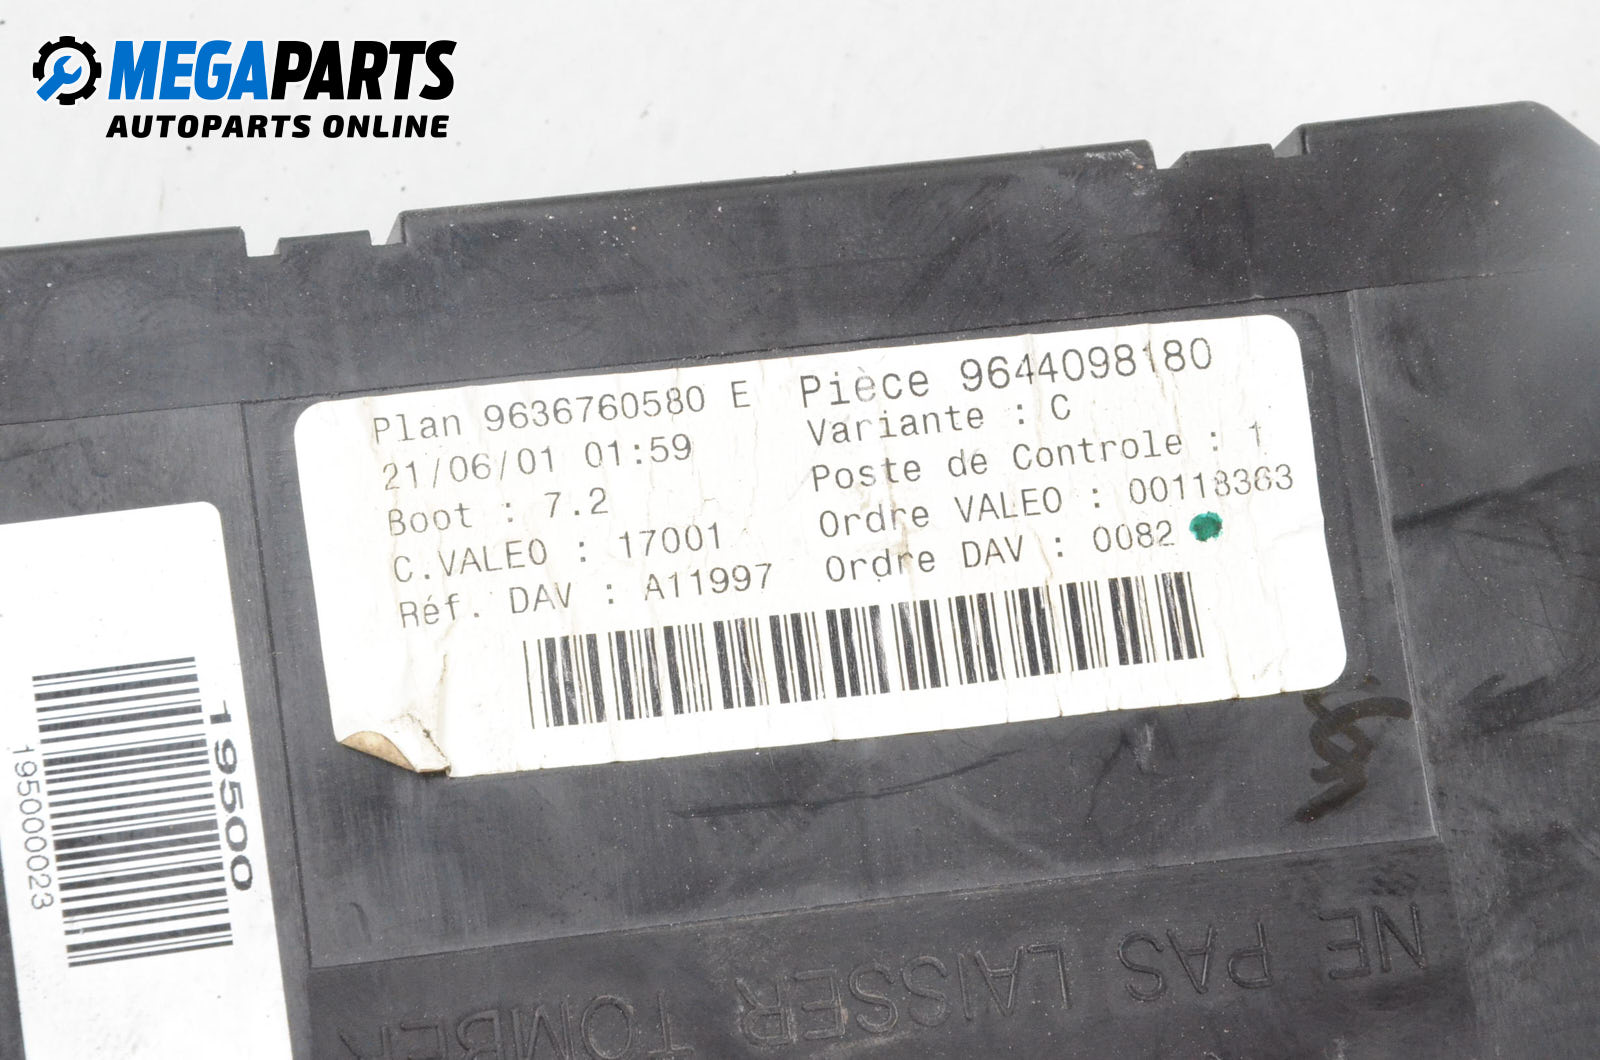 MEGAPARTS
AUTOPARTS ONLINE
Plan 9636760580 E Pièce 9644098180
21/06/01 01:59 Variante : C
Boot : 7.2 Poste de Controle : 1
C.VALEO : 17001 Ordre VALEO : 00118363
Réf. DAV : A11997 Ordre DAV : 0082
19500
1950000023
NE PAS LAISSER TOMBER